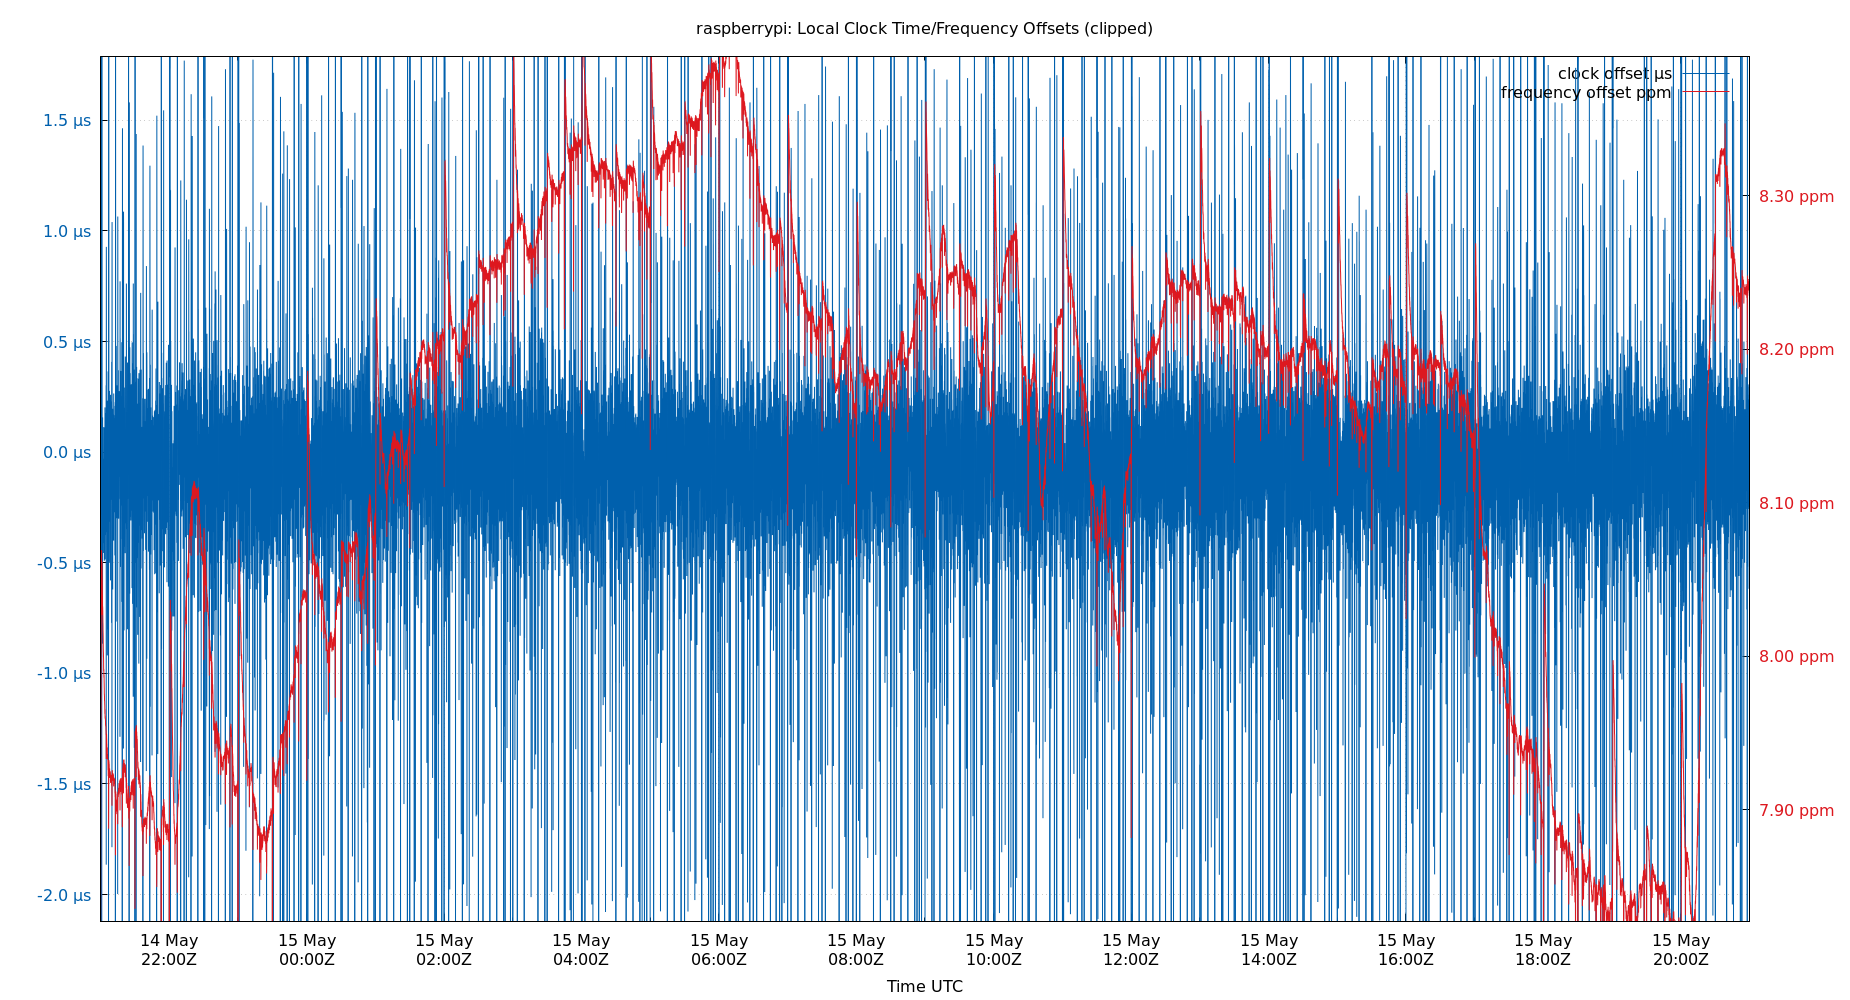 raspberrypi: Local Clock Time/Frequency Offsets (clipped)
clock offset µs
frequency offset ppm
1.5 µs
1.0 µs
0.5 µs
0.0 µs
-0.5 µs
-1.0 µs
-1.5 µs
-2.0 µs
8.30 ppm
8.20 ppm
8.10 ppm
8.00 ppm
7.90 ppm
14 May 15 May 15 May 15 May 15 May 15 May 15 May 15 May 15 May 15 May 15 May 15 May
22:00Z 00:00Z 02:00Z 04:00Z 06:00Z 08:00Z 10:00Z 12:00Z 14:00Z 16:00Z 18:00Z 20:00Z
Time UTC